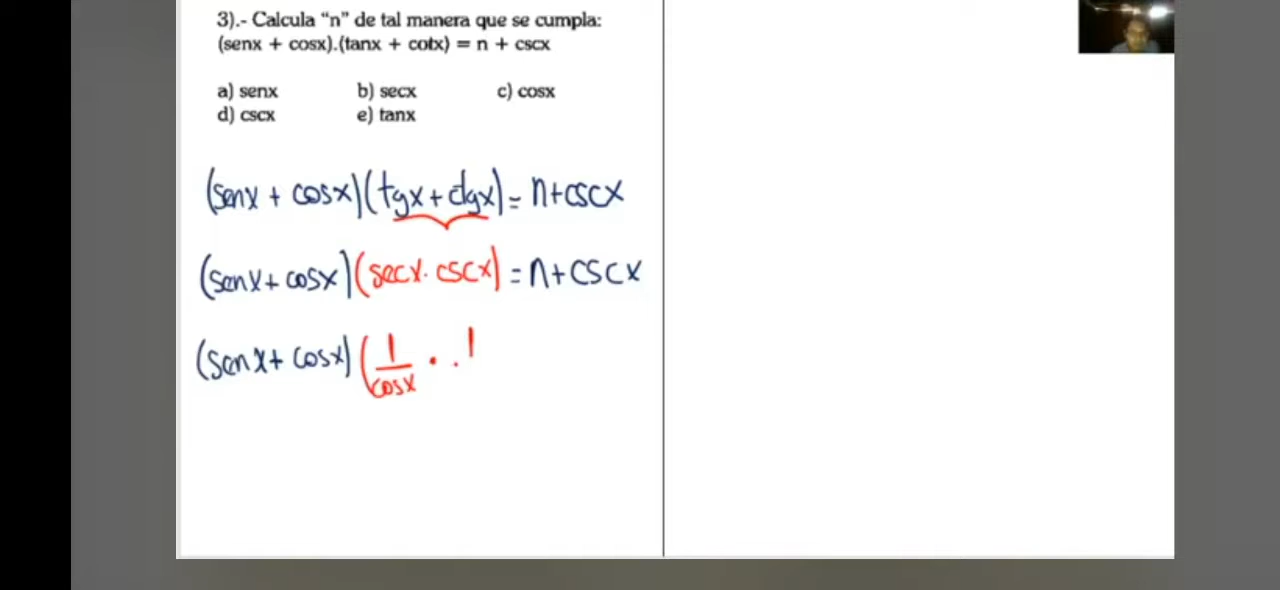 3).- Calcula “n” de tal manera que se cumpla:
(senx + cosx).(tanx + cotx) = n + cscx
a) senx b) secx c) cosx
d) cscx e) tanx
(senx + cosx)(tgx + ctgx) = n + cscx
(senx + cosx)(secx · cscx) = n + cscx
(senx + cosx)(1/cosx · 1